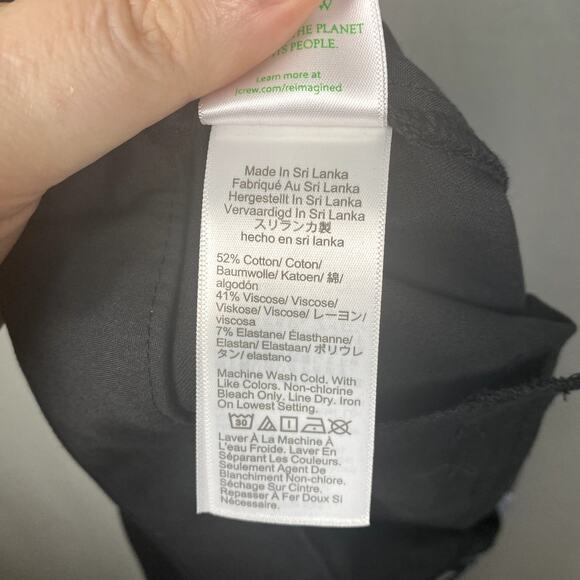 W
THE PLANET
ITS PEOPLE.
Learn more at
jcrew.com/reimagined
Made In Sri Lanka
Fabriqué Au Sri Lanka
Hergestellt In Sri Lanka
Vervaardigd In Sri Lanka
スリランカ製
hecho en sri lanka
52% Cotton/ Coton/
Baumwolle/ Katoen/ 綿/
algodón
41% Viscose/ Viscose/
Viskose/ Viscose/ レーヨン/
viscosa
7% Elastane/ Élasthanne/
Elastan/ Elastaan/ ポリウレ
タン/ elastano
Machine Wash Cold. With
Like Colors. Non-chlorine
Bleach Only. Line Dry. Iron
On Lowest Setting.
30
Laver À La Machine À
L'eau Froide. Laver En
Séparant Les Couleurs.
Seulement Agent De
Blanchiment Non-chlore.
Séchage Sur Cintre.
Repasser À Fer Doux Si
Nécessaire.